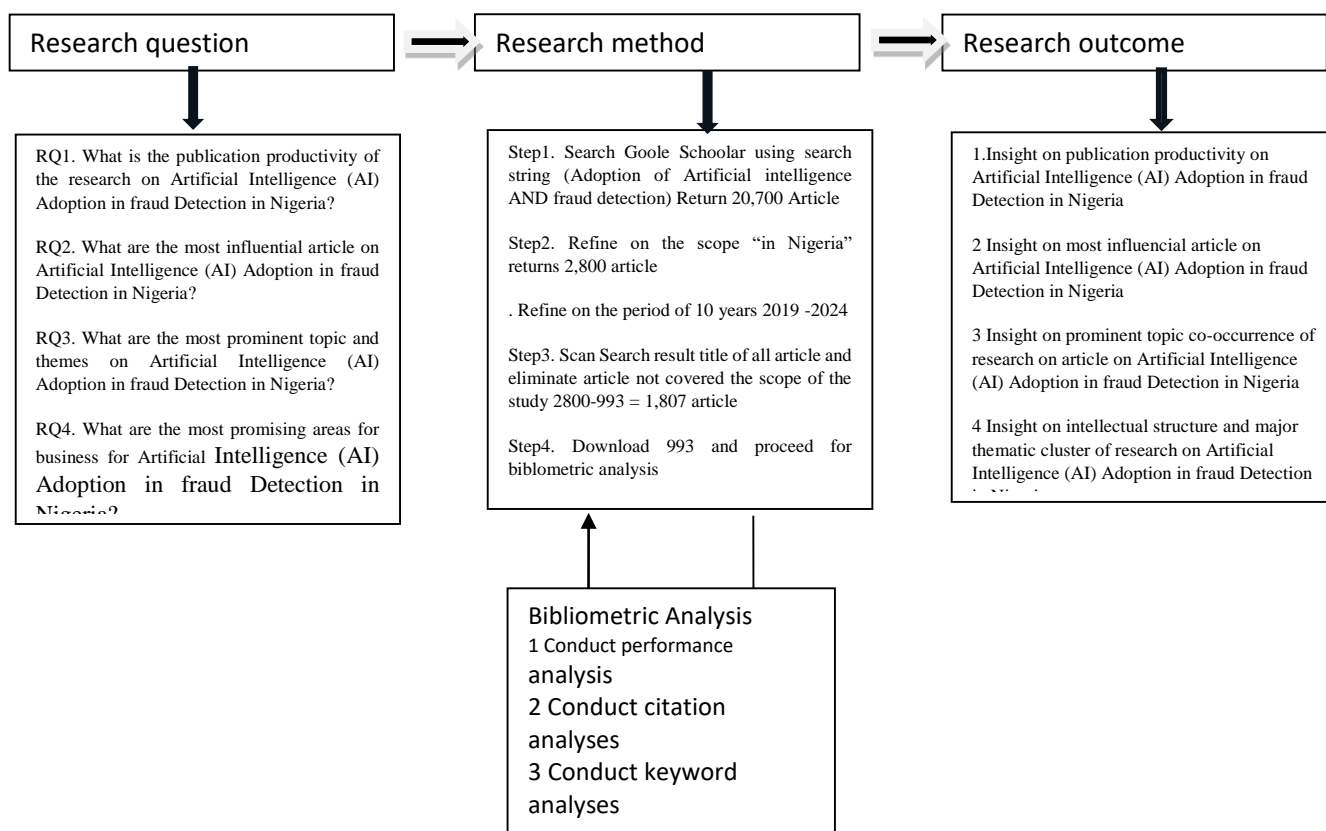 Research question
Research method
Research outcome
RQ1. What is the publication productivity of
the research on Artificial Intelligence (AI)
Adoption in fraud Detection in Nigeria?
RQ2. What are the most influential article on
Artificial Intelligence (AI) Adoption in fraud
Detection in Nigeria?
RQ3. What are the most prominent topic and
themes on Artificial Intelligence (AI)
Adoption in fraud Detection in Nigeria?
RQ4. What are the most promising areas for
business for Artificial Intelligence (AI)
Adoption in fraud Detection in
Nigeria?
Step1. Search Goole Schoolar using search
string (Adoption of Artificial intelligence
AND fraud detection) Return 20,700 Article
Step2. Refine on the scope “in Nigeria”
returns 2,800 article
. Refine on the period of 10 years 2019 -2024
Step3. Scan Search result title of all article and
eliminate article not covered the scope of the
study 2800-993 = 1,807 article
Step4. Download 993 and proceed for
biblometric analysis
1.Insight on publication productivity on
Artificial Intelligence (AI) Adoption in fraud
Detection in Nigeria
2 Insight on most influencial article on
Artificial Intelligence (AI) Adoption in fraud
Detection in Nigeria
3 Insight on prominent topic co-occurrence of
research on article on Artificial Intelligence
(AI) Adoption in fraud Detection in Nigeria
4 Insight on intellectual structure and major
thematic cluster of research on Artificial
Intelligence (AI) Adoption in fraud Detection
Bibliometric Analysis
1 Conduct performance
analysis
2 Conduct citation
analyses
3 Conduct keyword
analyses